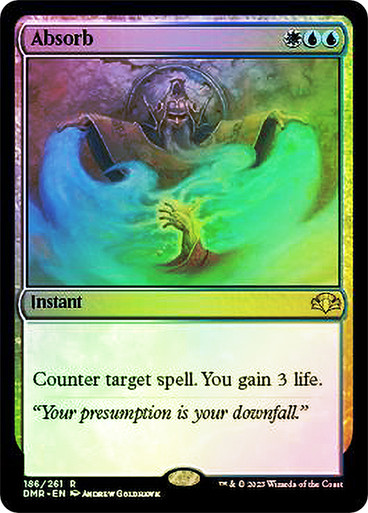 Absorb
Instant
Counter target spell. You gain 3 life.
“Your presumption is your downfall.”
186/261 R
DMR • EN Andrew Goldhawk
™ & © 2023 Wizards of the Coast